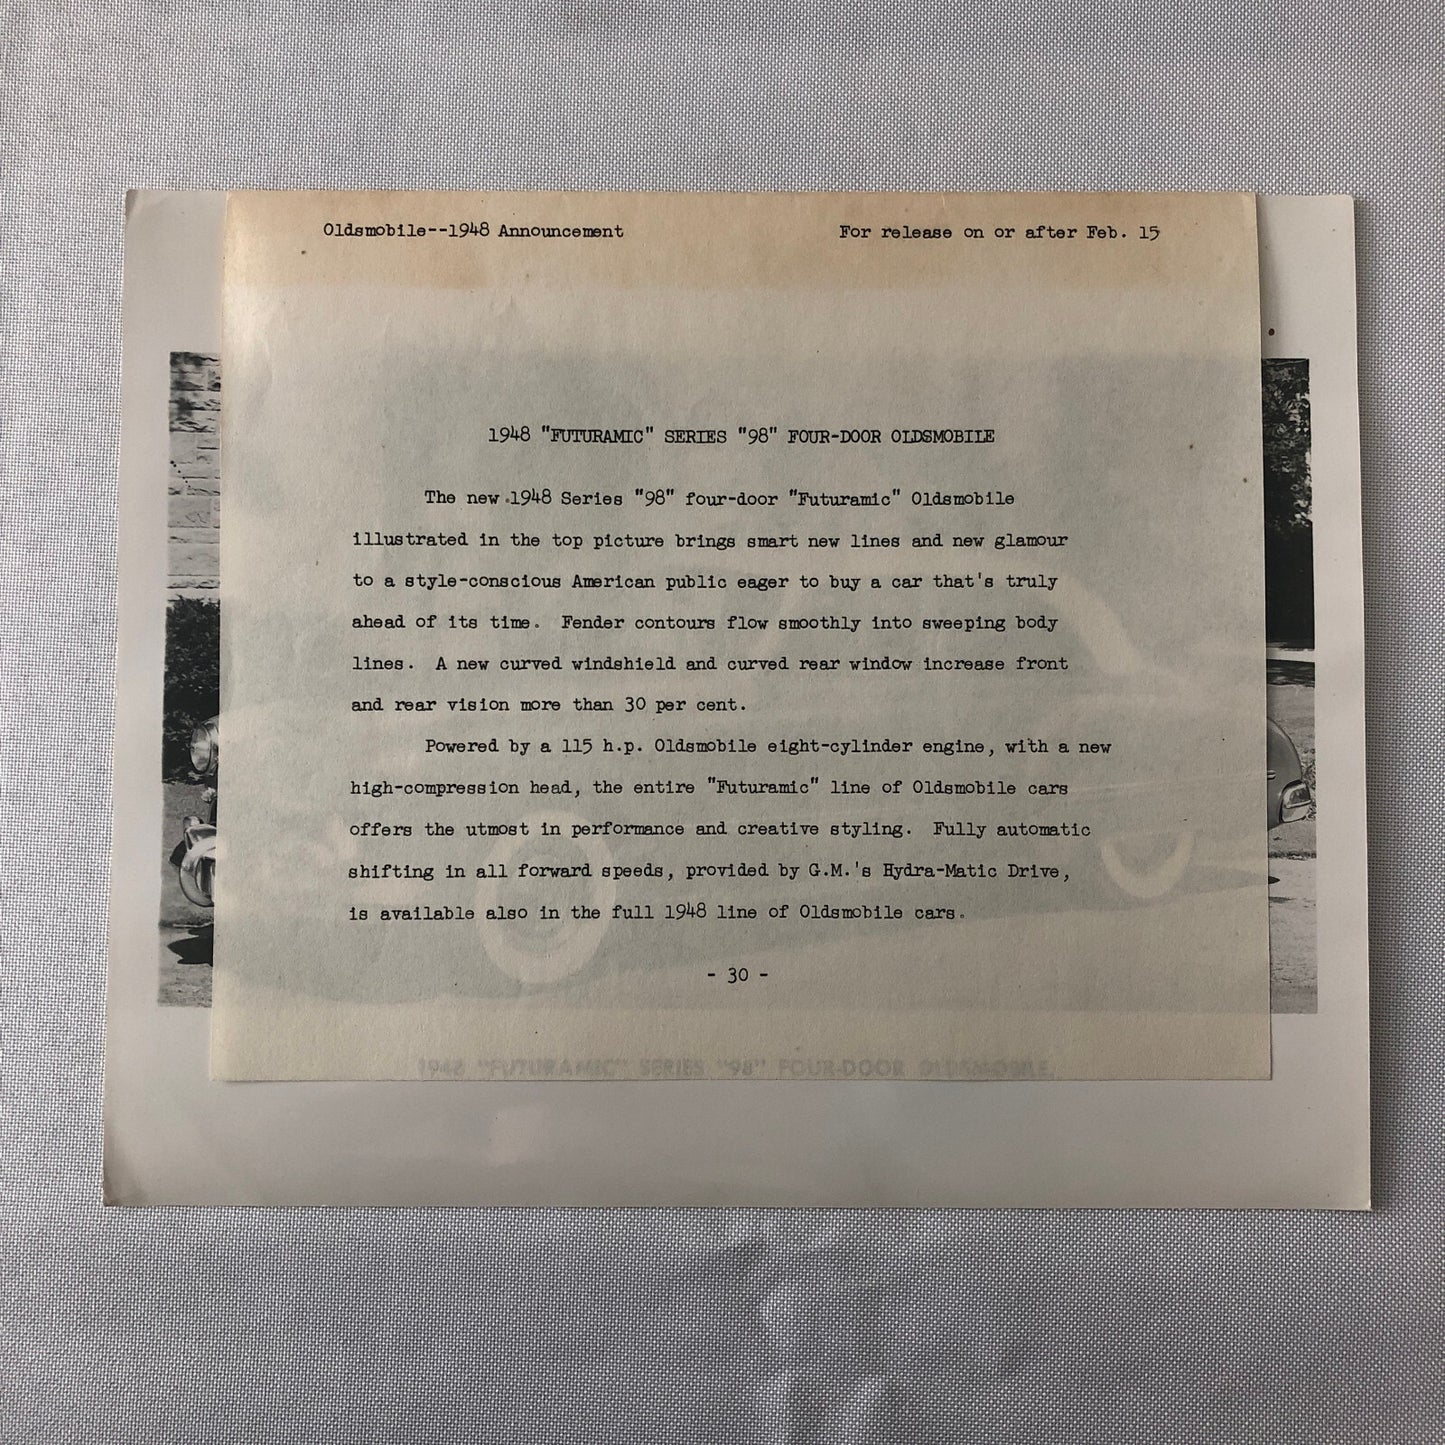 Oldsmobile--1948 Announcement For release on or after Feb. 15
1948 "FUTURAMIC" SERIES "98" FOUR-DOOR OLDSMOBILE
The new 1948 Series "98" four-door "Futuramic" Oldsmobile
illustrated in the top picture brings smart new lines and new glamour
to a style-conscious American public eager to buy a car that's truly
ahead of its time. Fender contours flow smoothly into sweeping body
lines. A new curved windshield and curved rear window increase front
and rear vision more than 30 per cent.
Powered by a 115 h.p. Oldsmobile eight-cylinder engine, with a new
high-compression head, the entire "Futuramic" line of Oldsmobile cars
offers the utmost in performance and creative styling. Fully automatic
shifting in all forward speeds, provided by G.M.'s Hydra-Matic Drive,
is available also in the full 1948 line of Oldsmobile cars.
- 30 -
1948 "FUTURAMIC" SERIES "98" FOUR-DOOR OLDSMOBILE.